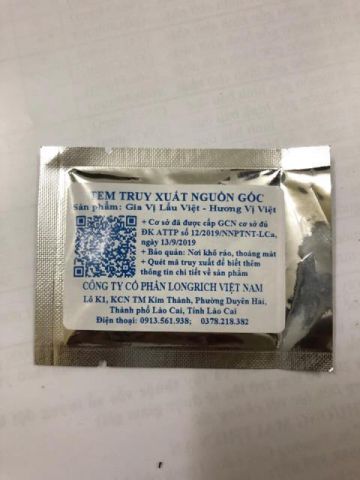 TEM TRUY XUẤT NGUỒN GỐC
Sản phẩm: Gia Vị Lẩu Việt - Hương Vị Việt
+ Cơ sở đã được cấp GCN cơ sở đủ
ĐK ATTP số 12/2019/NNPTNT-LCa,
ngày 13/9/2019
+ Bảo quản: Nơi khô ráo, thoáng mát
+ Quét mã truy xuất để biết thêm
thông tin chi tiết về sản phẩm
CÔNG TY CỔ PHẦN LONGRICH VIỆT NAM
Lô K1, KCN TM Kim Thành, Phường Duyên Hải,
Thành phố Lào Cai, Tỉnh Lào Cai
Điện thoại: 0913.561.938; 0378.218.382